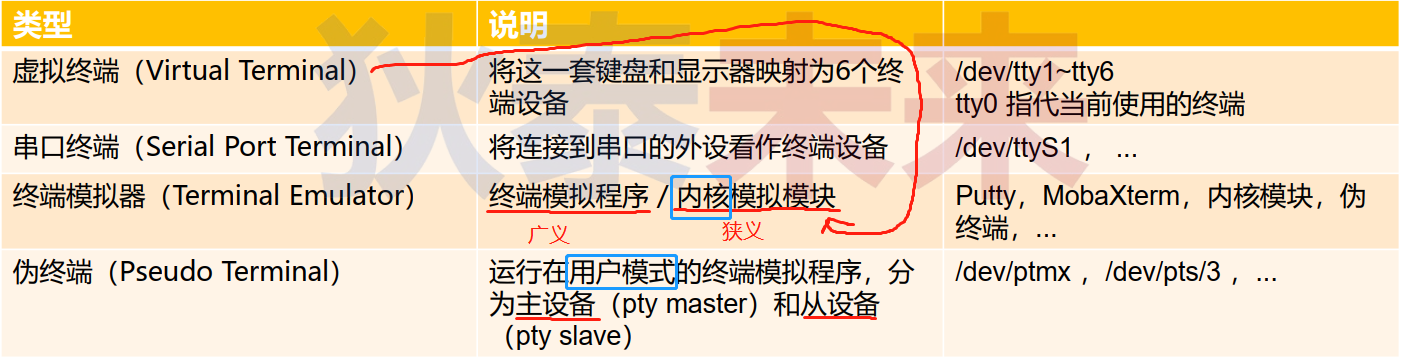 类型 说明
虚拟终端（Virtual Terminal） 将这一套键盘和显示器映射为6个终 /dev/tty1~tty6
端设备 tty0 指代当前使用的终端
串口终端（Serial Port Terminal） 将连接到串口的外设看作终端设备 /dev/ttyS1 ，...
终端模拟器（Terminal Emulator） 终端模拟程序 / 内核模拟模块 Putty，MobaXterm，内核模块，伪
广义 狭义 终端，...
伪终端（Pseudo Terminal） 运行在用户模式的终端模拟程序，分 /dev/ptmx ，/dev/pts/3 ，...
为主设备（pty master）和从设备
（pty slave）
狄泰未来